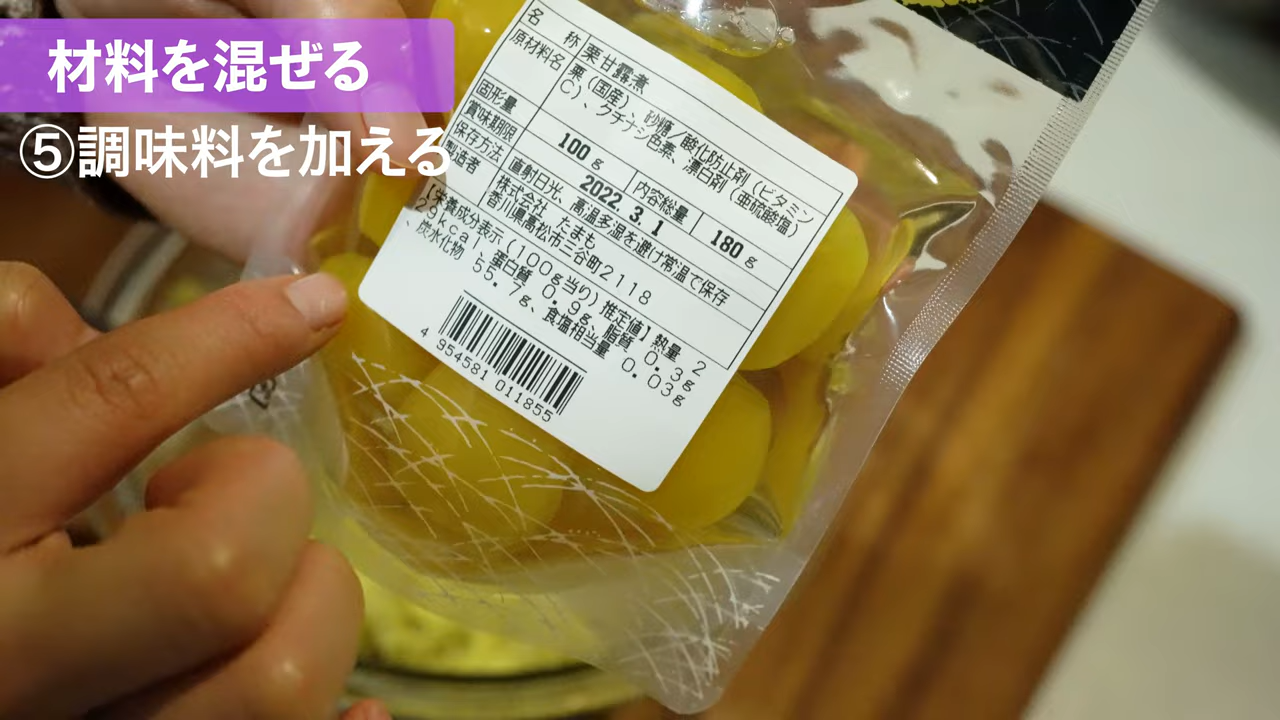 材料を混ぜる
⑤調味料を加える
名 称 栗甘露煮
原材料名 栗(国産)、砂糖/酸化防止剤(ビタミン
C)、クチナシ色素、漂白剤(亜硫酸塩)
固形量 100g 内容総量 180g
賞味期限 2022.3.1
保存方法 直射日光、高温多湿を避け常温で保存
製造者 株式会社 たまも
香川県高松市三谷町2118
【栄養成分表示(100g当り)推定値】熱量 2
29kcal、蛋白質 0.9g、脂質 0.3g
、炭水化物 55.7g、食塩相当量 0.03g
4 954581 011855